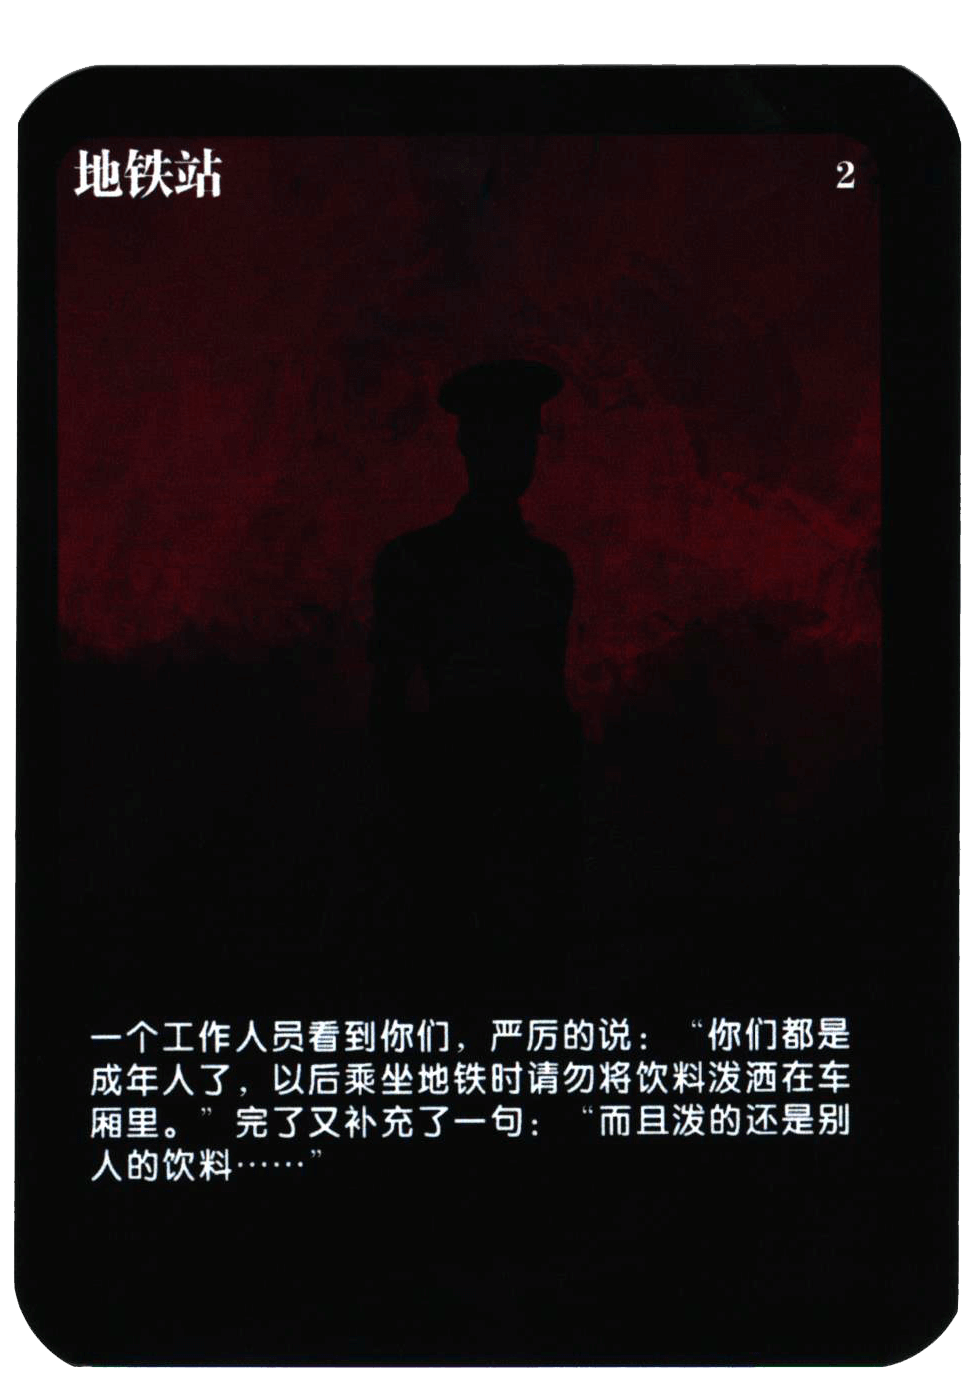 地铁站
2
一个工作人员看到你们，严厉的说：“你们都是
成年人了，以后乘坐地铁时请勿将饮料泼洒在车
厢里。”完了又补充了一句：“而且泼的还是别
人的饮料……”